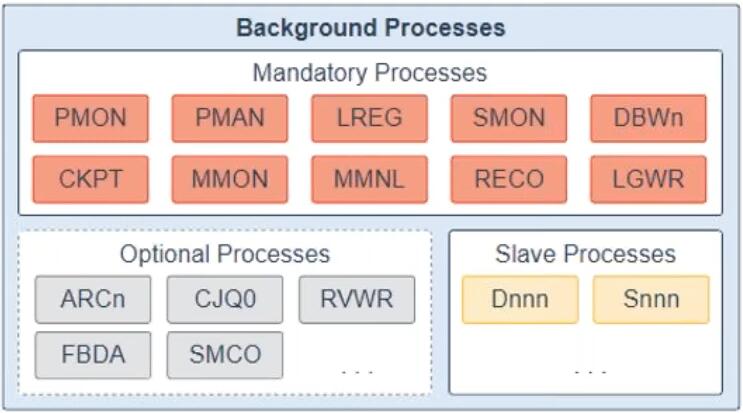 Background Processes
Mandatory Processes
PMON PMAN LREG SMON DBWn
CKPT MMON MMNL RECO LGWR
Optional Processes
ARCn CJQ0 RVWR
FBDA SMCO . . .
Slave Processes
Dnnn Snnn
. . .